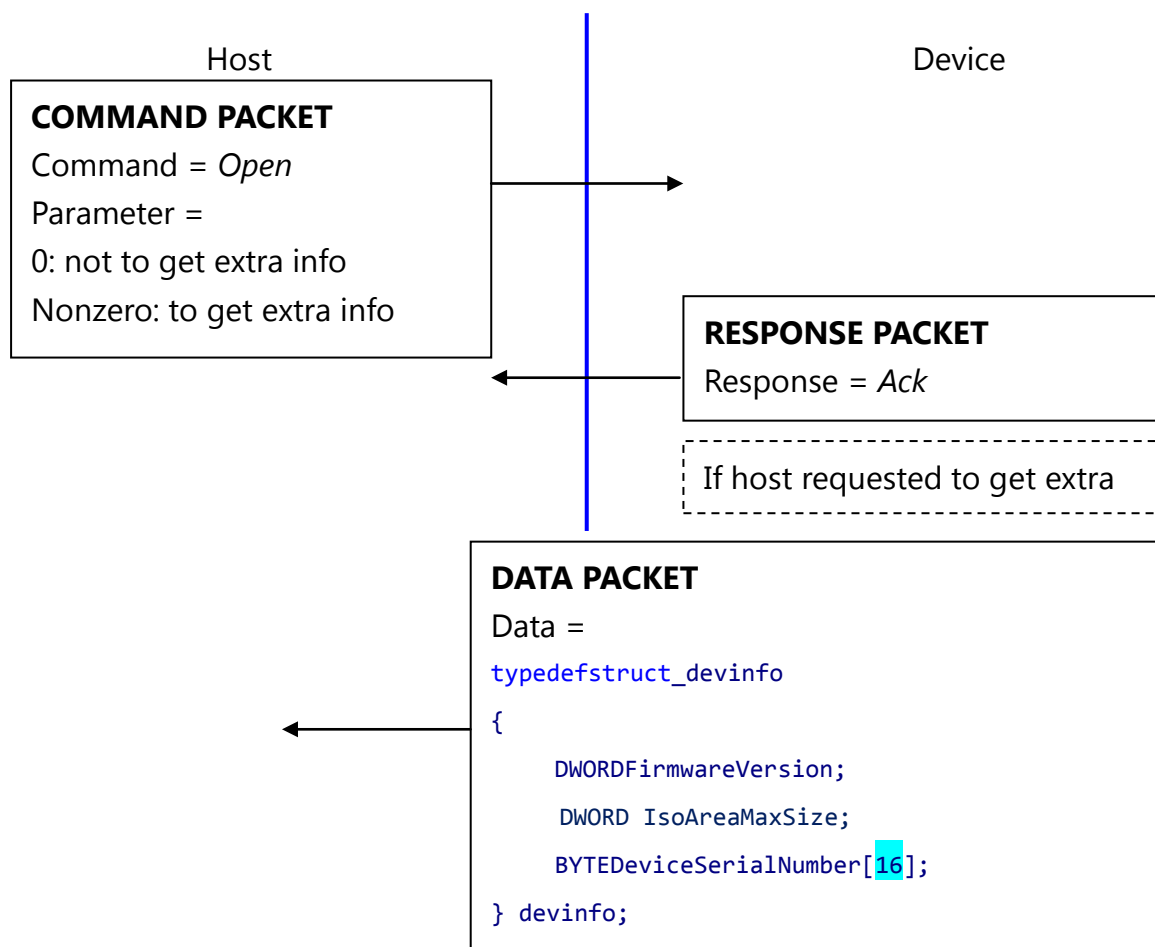 Host
Device
COMMAND PACKET
Command = Open
Parameter =
0: not to get extra info
Nonzero: to get extra info
RESPONSE PACKET
Response = Ack
If host requested to get extra
DATA PACKET
Data =
typedefstruct_devinfo
{
DWORDFirmwareVersion;
DWORD IsoAreaMaxSize;
BYTEDeviceSerialNumber[16];
} devinfo;